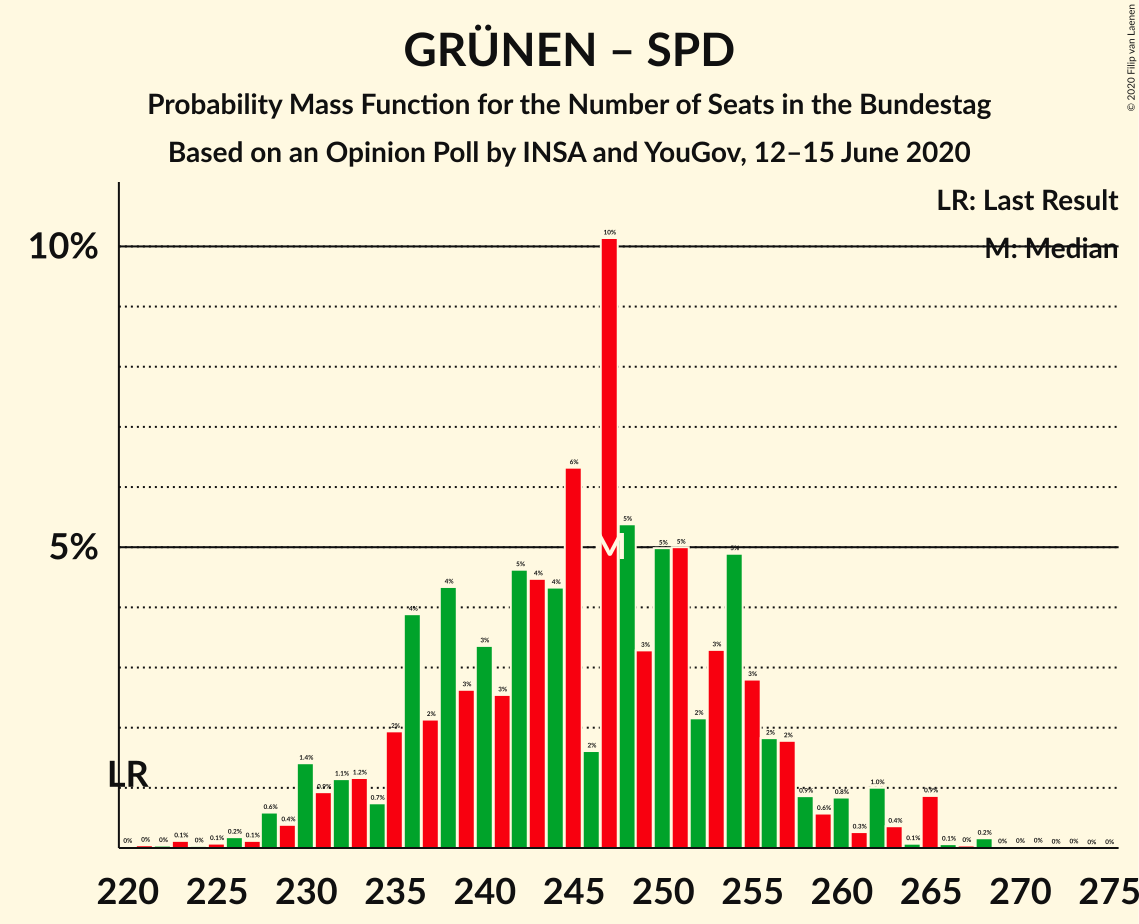 © 2020 Filip van Laenen
GRÜNEN – SPD
Probability Mass Function for the Number of Seats in the Bundestag
Based on an Opinion Poll by INSA and YouGov, 12–15 June 2020
LR: Last Result
M: Median
10%
5%
LR
M
0% 0% 0% 0.1% 0% 0.1% 0.2% 0.1% 0.6% 0.4% 1.4% 0.9% 1.1% 1.2% 0.7% 2% 4% 2% 4% 3% 3% 3% 5% 4% 4% 6% 2% 10% 5% 3% 5% 5% 2% 3% 5% 3% 2% 2% 0.9% 0.6% 0.8% 0.3% 1.0% 0.4% 0.1% 0.9% 0.1% 0% 0.2% 0% 0% 0% 0% 0% 0% 0%
220 225 230 235 240 245 250 255 260 265 270 275